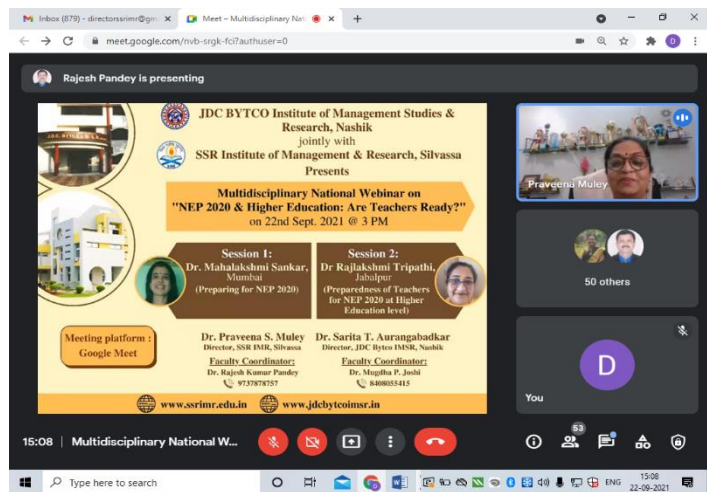 Inbox (879) - directorssrimr@gm
Meet – Multidisciplinary Nati
meet.google.com/nvb-srgk-fci?authuser=0
D
Rajesh Pandey is presenting
JDC BYTCO Institute of Management Studies &
Research, Nashik
jointly with
SSR Institute of Management & Research, Silvassa
Presents
Multidisciplinary National Webinar on
"NEP 2020 & Higher Education: Are Teachers Ready?"
on 22nd Sept. 2021 @ 3 PM
Session 1:
Dr. Mahalakshmi Sankar,
Mumbai
(Preparing for NEP 2020)
Session 2:
Dr Rajlakshmi Tripathi,
Jabalpur
(Preparedness of Teachers
for NEP 2020 at Higher
Education level)
Meeting platform :
Google Meet
Dr. Praveena S. Muley
Director, SSR IMR, Silvassa
Faculty Coordinator:
Dr. Rajesh Kumar Pandey
9737878757
Dr. Sarita T. Aurangabadkar
Director, JDC Bytco IMSR, Nashik
Faculty Coordinator:
Dr. Mugdha P. Joshi
8408055415
www.ssrimr.edu.in
www.jdcbytcoimsr.in
Praveena Muley
50 others
D
You
15:08 | Multidisciplinary National W...
53
Type here to search
ENG
15:08
22-09-2021